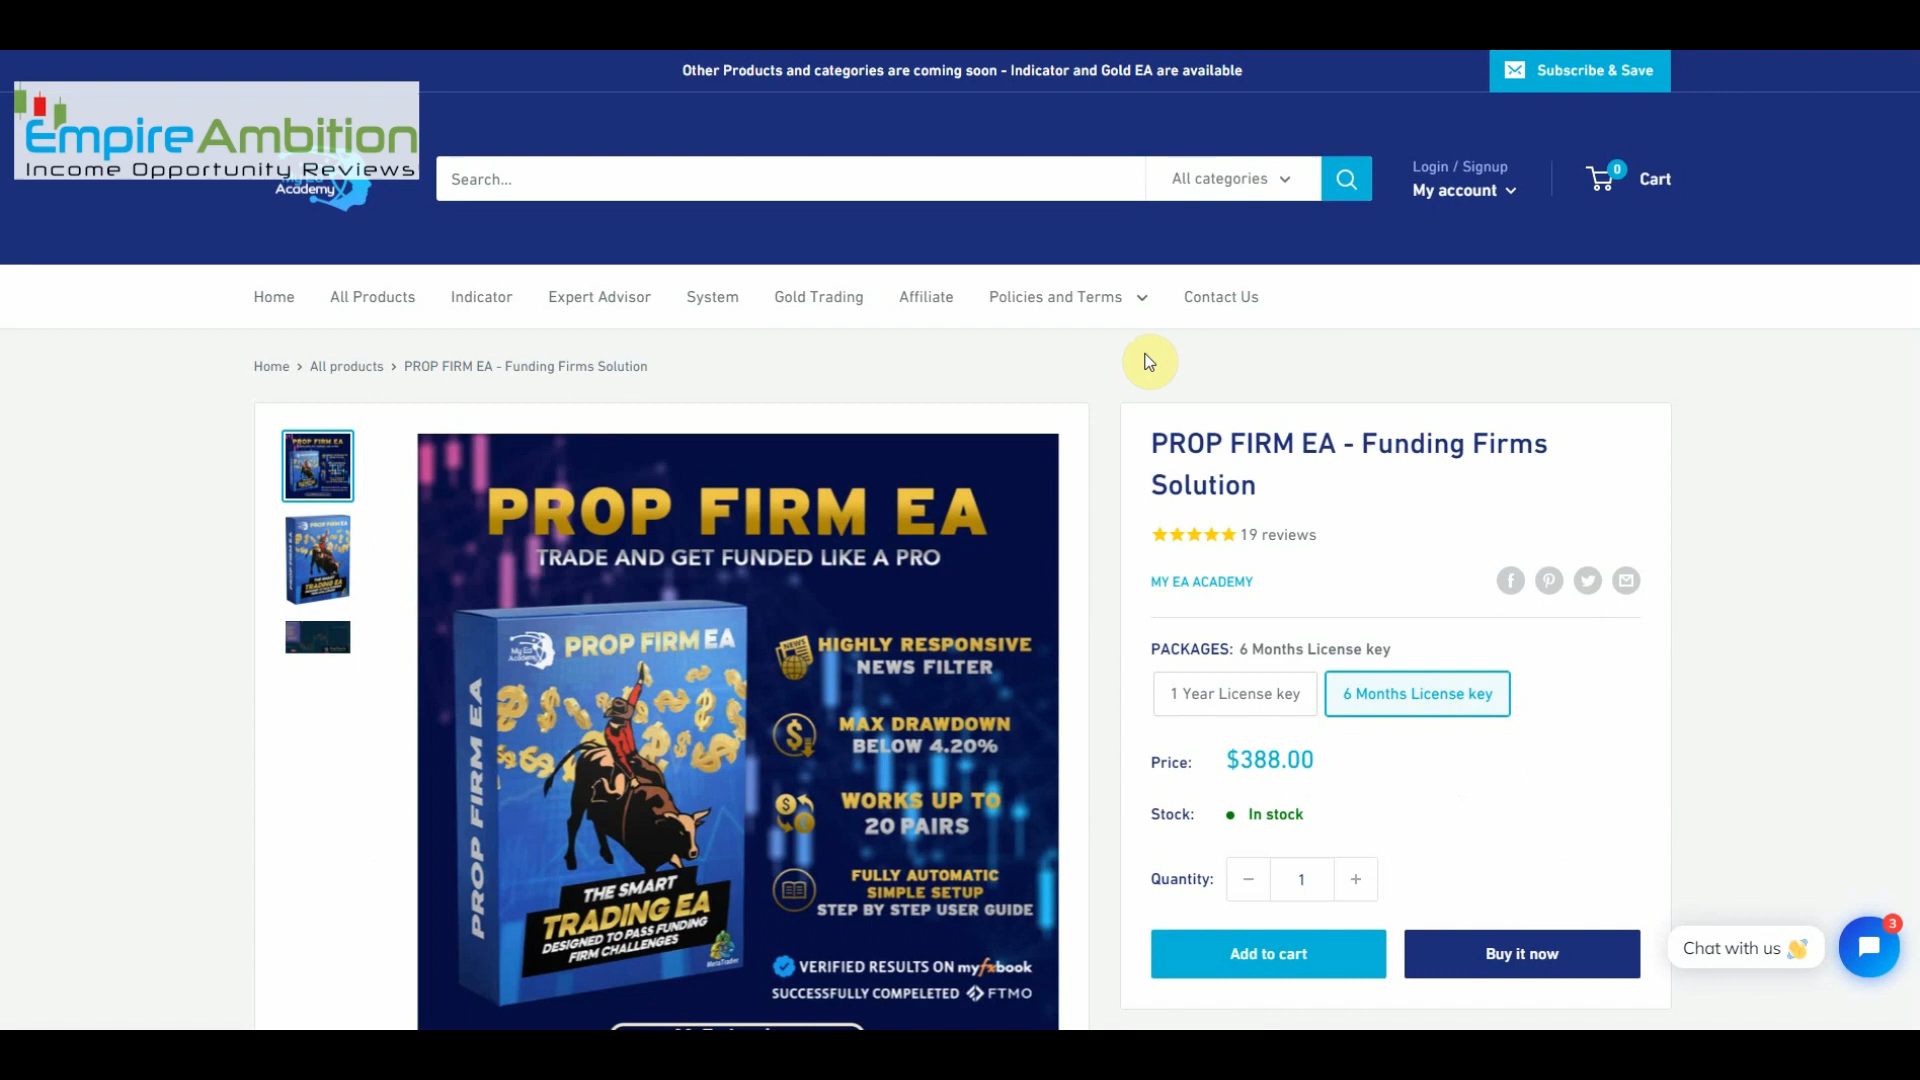 Other Products and categories are coming soon - Indicator and Gold EA are available
Subscribe & Save
EmpireAmbition
Income Opportunity Reviews
Academy
Search...
All categories
Login / Signup
My account
0
Cart
Home
All Products
Indicator
Expert Advisor
System
Gold Trading
Affiliate
Policies and Terms
Contact Us
Home > All products > PROP FIRM EA - Funding Firms Solution
PROP FIRM EA
TRADE AND GET FUNDED LIKE A PRO
My Ea
Academy
PROP FIRM EA
PROP FIRM EA
THE SMART
TRADING EA
DESIGNED TO PASS FUNDING
FIRM CHALLENGES
MetaTrader
NEWS
HIGHLY RESPONSIVE
NEWS FILTER
MAX DRAWDOWN
BELOW 4.20%
WORKS UP TO
20 PAIRS
FULLY AUTOMATIC
SIMPLE SETUP
STEP BY STEP USER GUIDE
VERIFIED RESULTS ON myfxbook
SUCCESSFULLY COMPELETED FTMO
PROP FIRM EA - Funding Firms
Solution
19 reviews
MY EA ACADEMY
PACKAGES: 6 Months License key
1 Year License key
6 Months License key
Price: $388.00
Stock: In stock
Quantity: - 1 +
Add to cart
Buy it now
Chat with us 👋
3